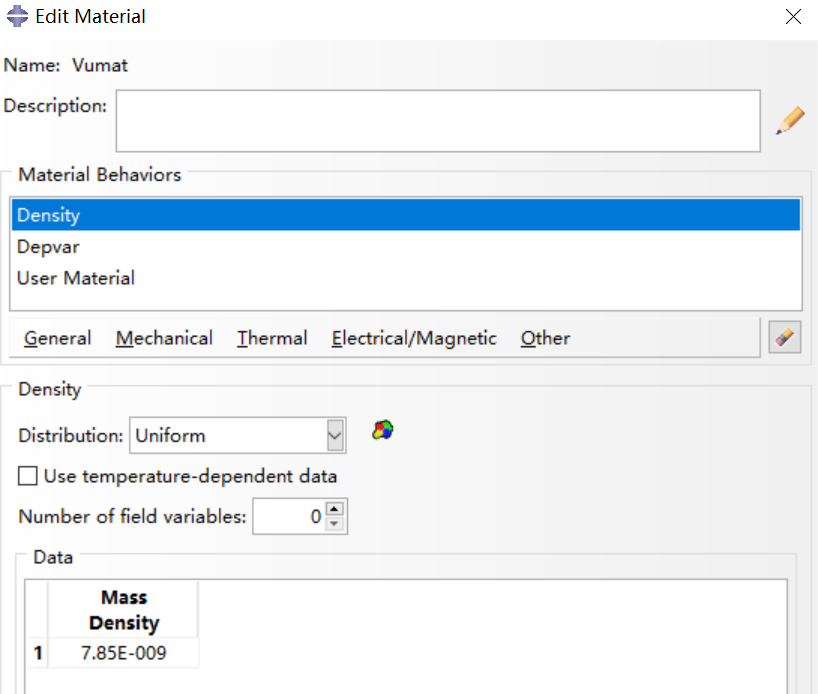 Edit Material
Name: Vumat
Description:
Material Behaviors
Density
Depvar
User Material
General Mechanical Thermal Electrical/Magnetic Other
Density
Distribution: Uniform
Use temperature-dependent data
Number of field variables: 0
Data
Mass
Density
1 7.85E-009